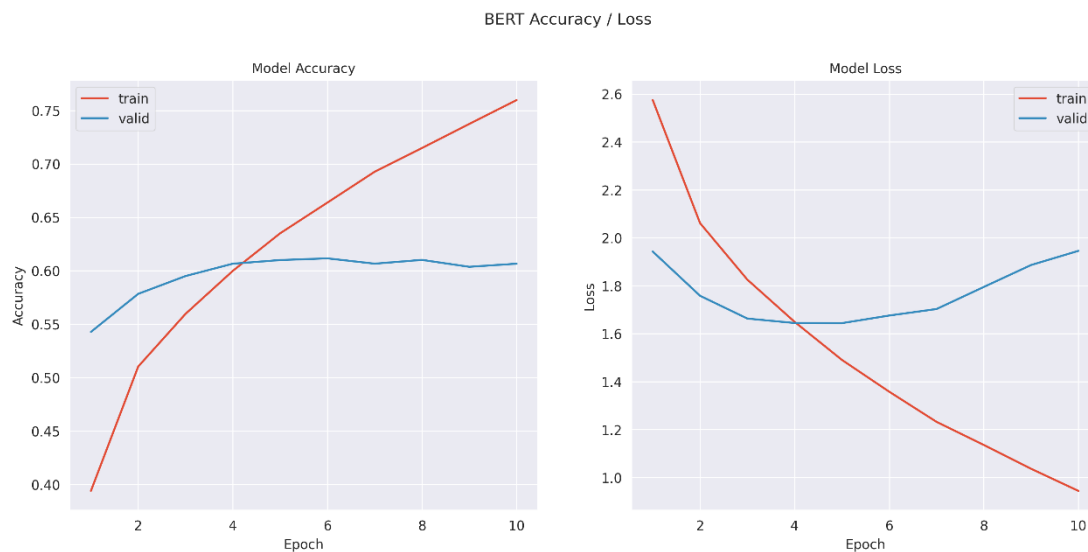 BERT Accuracy / Loss
Model Accuracy
train
valid
0.75
0.70
0.65
0.60
0.55
0.50
0.45
0.40
Accuracy
2 4 6 8 10
Epoch
Model Loss
train
valid
2.6
2.4
2.2
2.0
1.8
1.6
1.4
1.2
1.0
Loss
2 4 6 8 10
Epoch